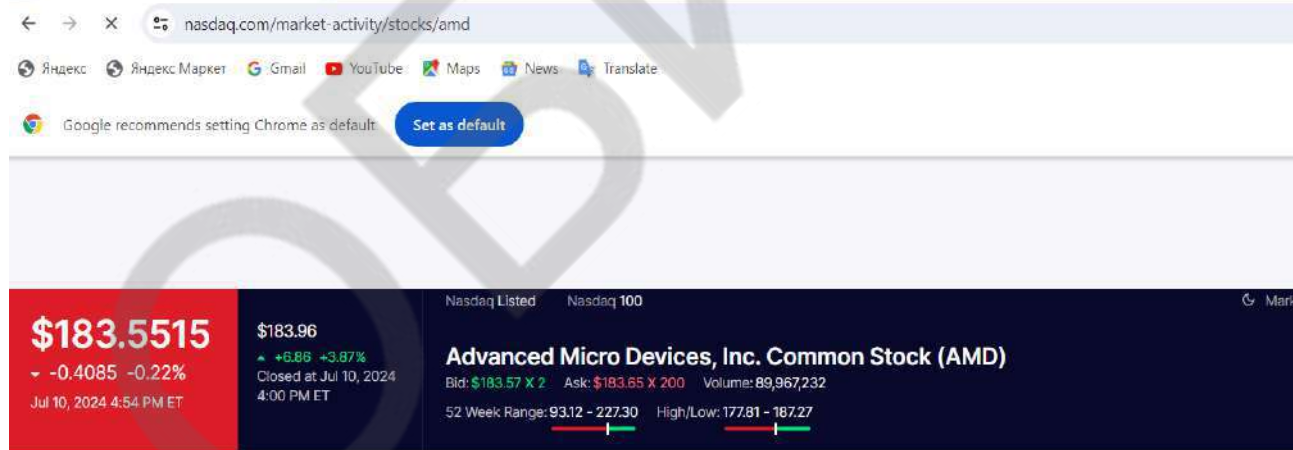 nasdaq.com/market-activity/stocks/amd
Яндекс Яндекс Маркет Gmail YouTube Maps News Translate
Google recommends setting Chrome as default Set as default
Nasdaq Listed Nasdaq 100 Mark
$183.5515
-0.4085 -0.22%
Jul 10, 2024 4:54 PM ET
$183.96
+6.86 +3.87%
Closed at Jul 10, 2024
4:00 PM ET
Advanced Micro Devices, Inc. Common Stock (AMD)
Bid: $183.57 X 2 Ask: $183.65 X 200 Volume: 89,967,232
52 Week Range: 93.12 - 227.30 High/Low: 177.81 - 187.27